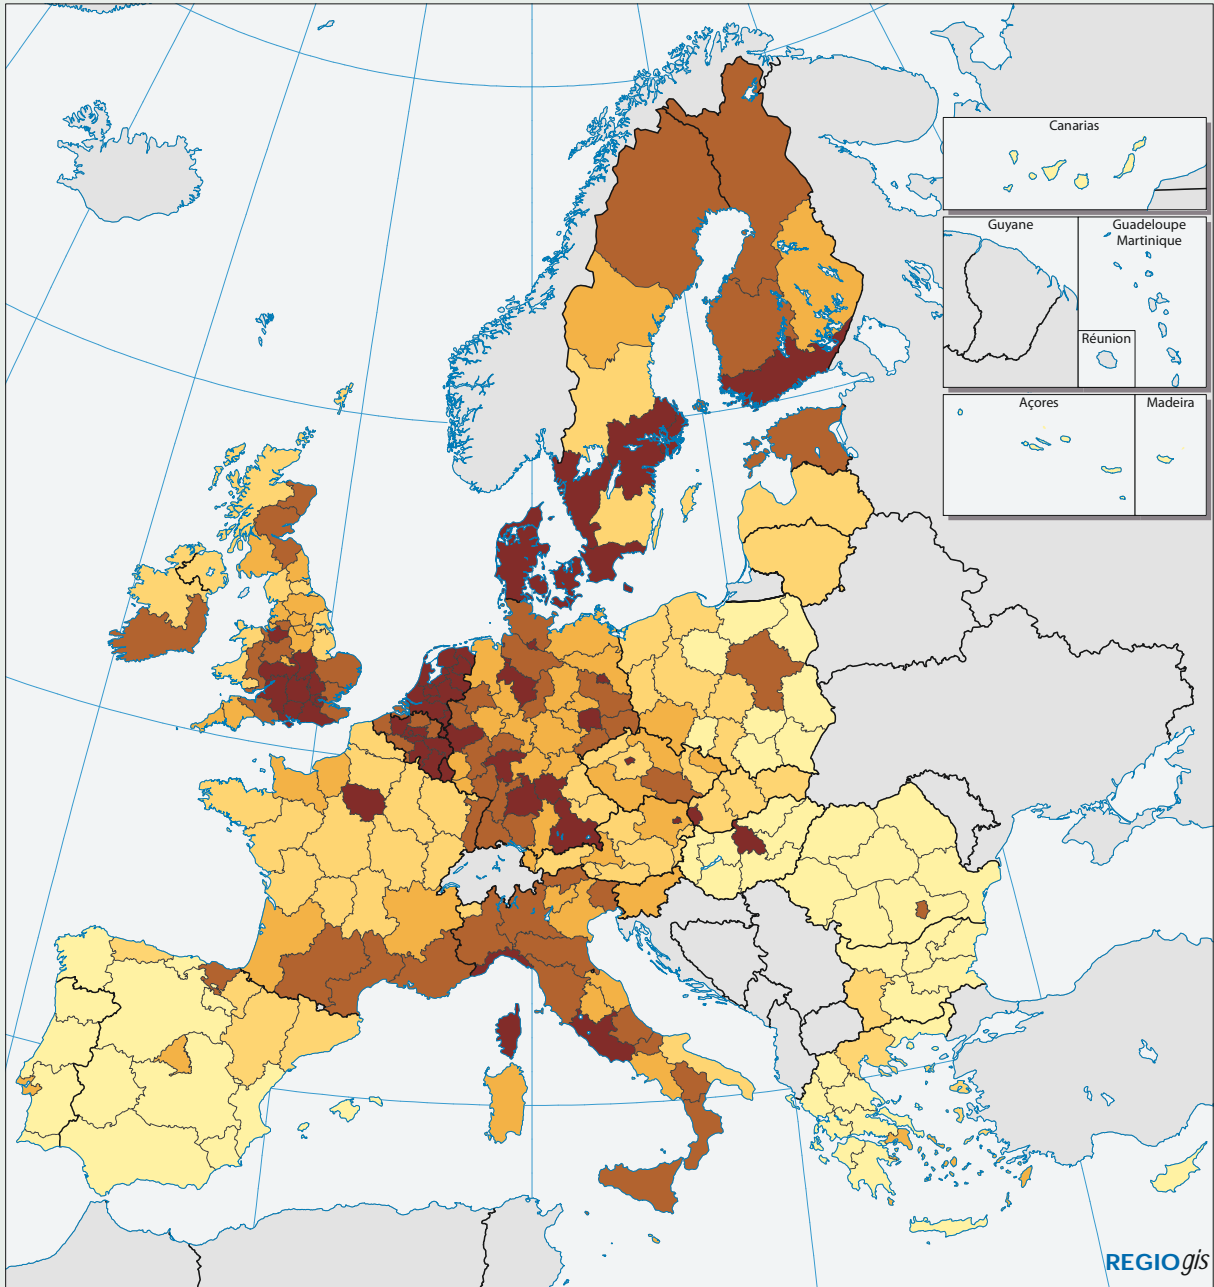 Canarias
Guyane
Guadeloupe
Martinique
Réunion
Açores
Madeira
REGIOgis